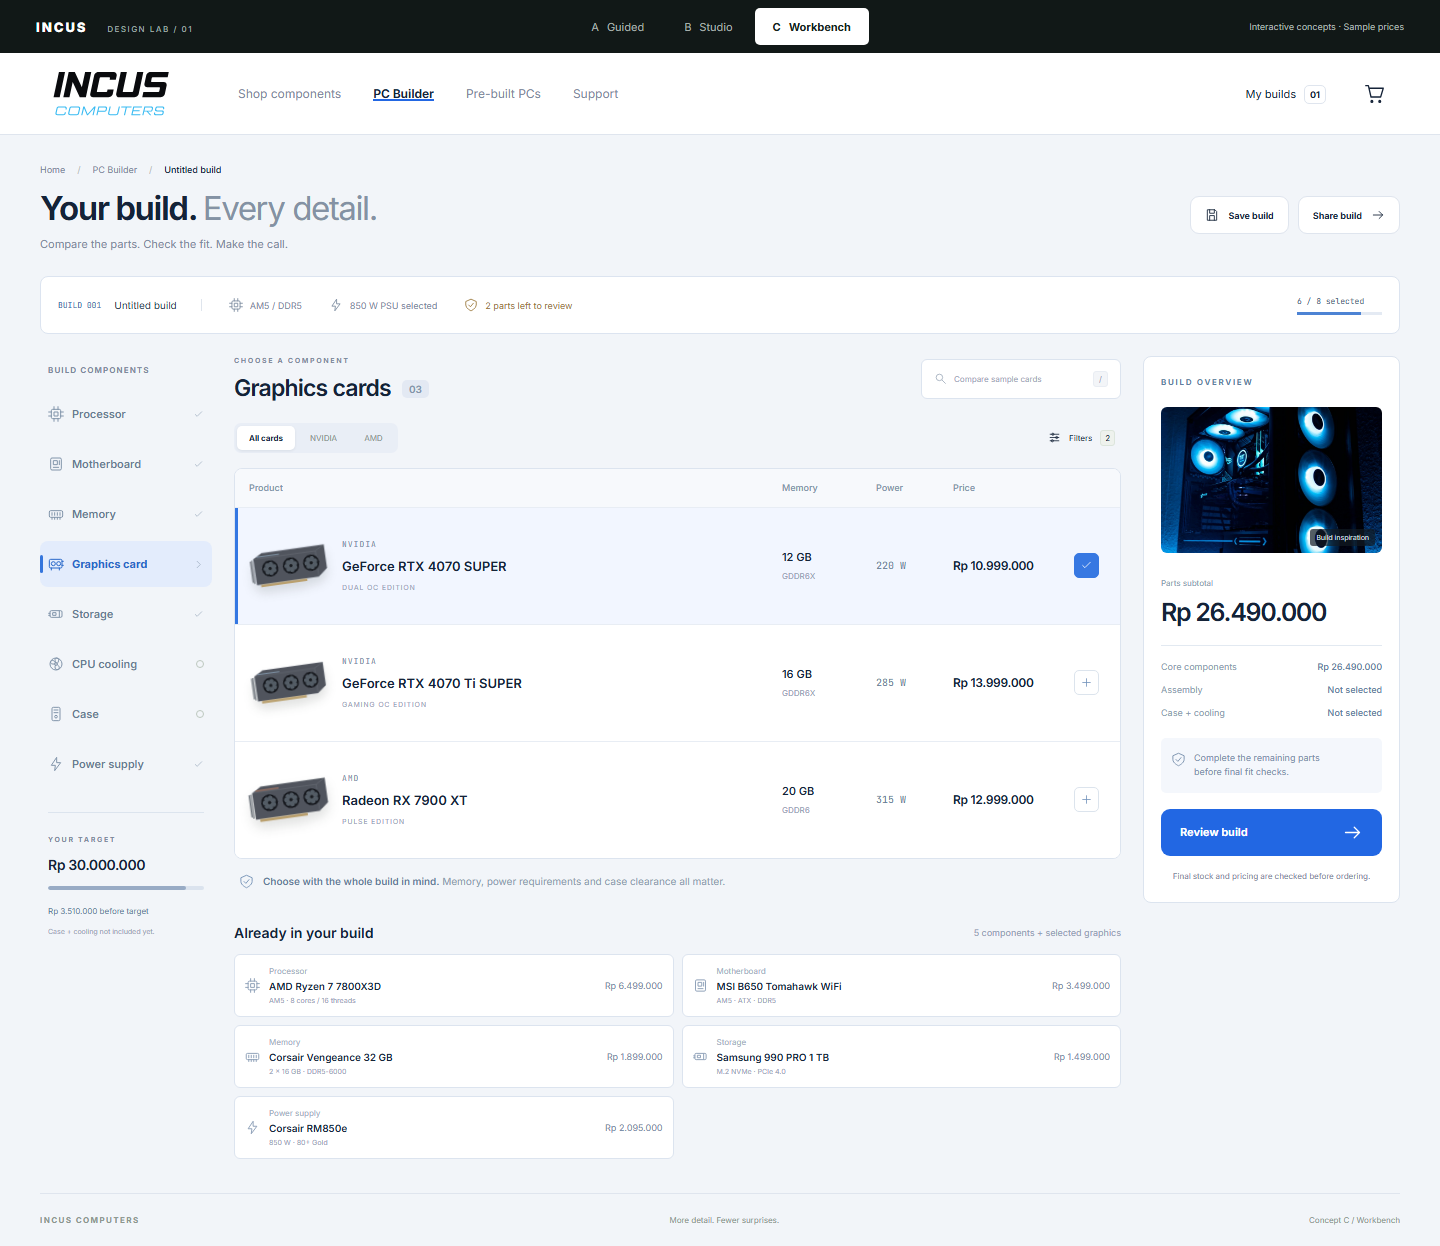 INCUS DESIGN LAB / 01
A Guided
B Studio
C Workbench
Interactive concepts · Sample prices
INCUS
COMPUTERS
Shop components
PC Builder
Pre-built PCs
Support
My builds 01
Home / PC Builder / Untitled build
Your build. Every detail.
Compare the parts. Check the fit. Make the call.
Save build
Share build
BUILD 001 Untitled build
AM5 / DDR5
850 W PSU selected
2 parts left to review
6 / 8 selected
BUILD COMPONENTS
Processor
Motherboard
Memory
Graphics card
Storage
CPU cooling
Case
Power supply
YOUR TARGET
Rp 30.000.000
Rp 3.510.000 before target
Case + cooling not included yet.
CHOOSE A COMPONENT
Graphics cards 03
Compare sample cards /
All cards
NVIDIA
AMD
Filters 2
Product Memory Power Price
NVIDIA
GeForce RTX 4070 SUPER
DUAL OC EDITION
12 GB
GDDR6X
220 W
Rp 10.999.000
NVIDIA
GeForce RTX 4070 Ti SUPER
GAMING OC EDITION
16 GB
GDDR6X
285 W
Rp 13.999.000
AMD
Radeon RX 7900 XT
PULSE EDITION
20 GB
GDDR6
315 W
Rp 12.999.000
Choose with the whole build in mind. Memory, power requirements and case clearance all matter.
Already in your build
5 components + selected graphics
Processor
AMD Ryzen 7 7800X3D
AM5 · 8 cores / 16 threads
Rp 6.499.000
Motherboard
MSI B650 Tomahawk WiFi
AM5 · ATX · DDR5
Rp 3.499.000
Memory
Corsair Vengeance 32 GB
2 × 16 GB · DDR5-6000
Rp 1.899.000
Storage
Samsung 990 PRO 1 TB
M.2 NVMe · PCIe 4.0
Rp 1.499.000
Power supply
Corsair RM850e
850 W · 80+ Gold
Rp 2.095.000
BUILD OVERVIEW
Build inspiration
Parts subtotal
Rp 26.490.000
Core components Rp 26.490.000
Assembly Not selected
Case + cooling Not selected
Complete the remaining parts
before final fit checks.
Review build
Final stock and pricing are checked before ordering.
INCUS COMPUTERS
More detail. Fewer surprises.
Concept C / Workbench